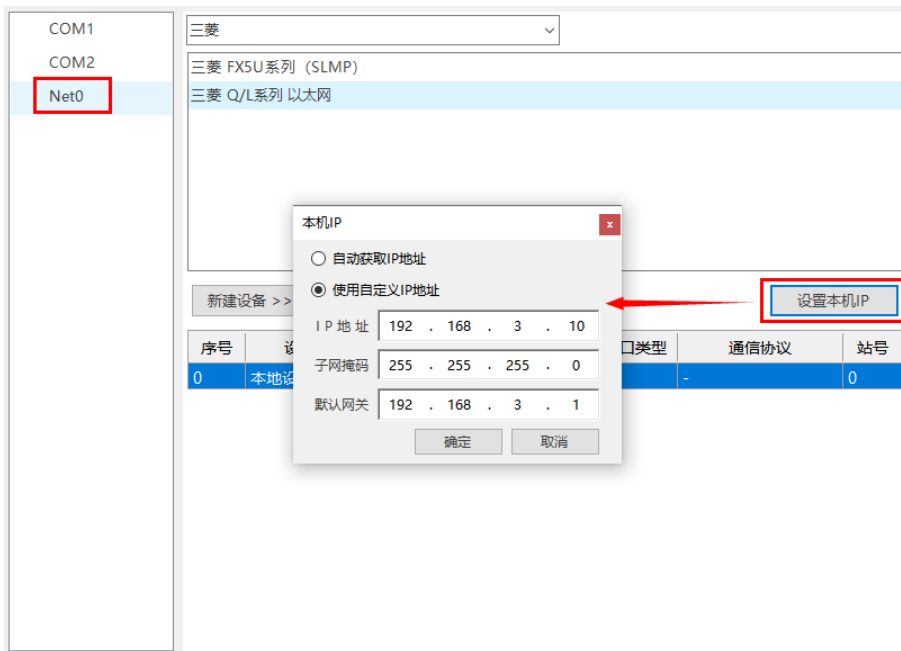 COM1
COM2
Net0
三菱
三菱 FX5U系列 (SLMP)
三菱 Q/L系列 以太网
本机IP
x
自动获取IP地址
使用自定义IP地址
IP地址 192 . 168 . 3 . 10
子网掩码 255 . 255 . 255 . 0
默认网关 192 . 168 . 3 . 1
确定 取消
新建设备 >>
设置本机IP
序号 设 口类型 通信协议 站号
0 本地设 - 0